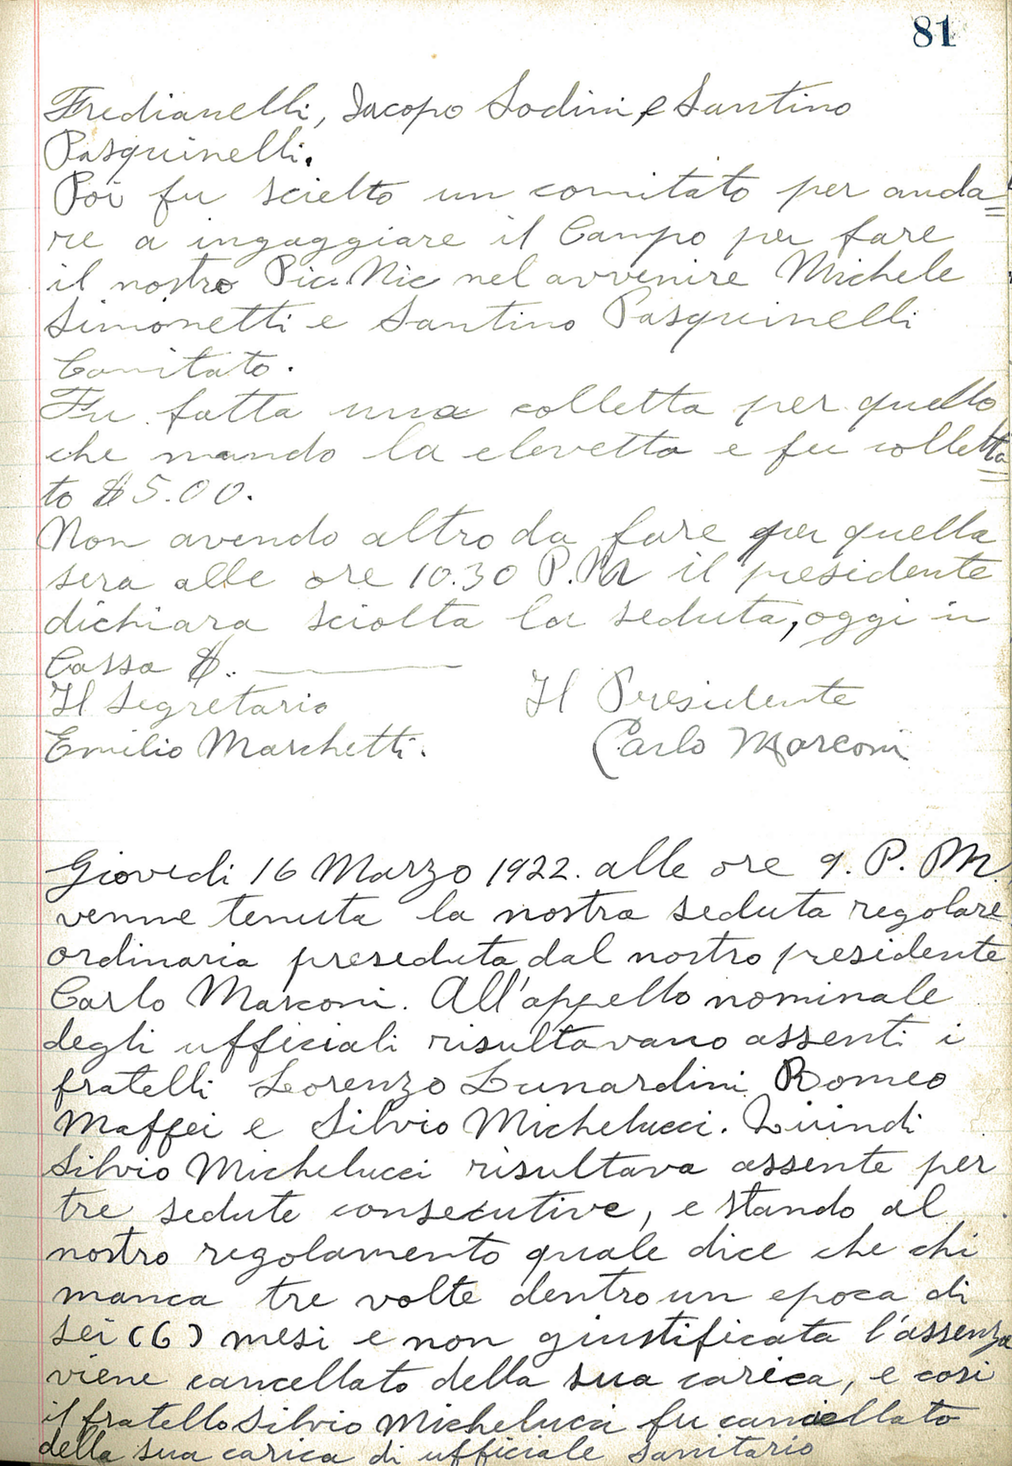 81
Fredianelli, Jacopo Sodini, e Santino
Pasquinelli.
Poi fu scielto un comitato per anda=
re a ingaggiare il Campo per fare
il nostro Pic-Nic nel avvenire Michele
Simonetti e Santino Pasquinelli
Comitato.
Fu fatta una colletta per quello
che mando la elevetta e fu colletta=
to $5.00.
Non avendo altro da fare per quella
sera alle ore 10.30 P.M il presidente
dichiara sciolta la seduta, oggi in
Cassa $.
Il Segretario Il Presidente
Emilio Marchetti. Carlo Marconi
Giovedi 16 Marzo 1922. alle ore 9. P. M.
venne tenuta la nostra seduta regolare
ordinaria preseduta dal nostro presidente
Carlo Marconi. All'appello nominale
degli ufficiali risultavano assenti i
fratelli Lorenzo Lunardini Romeo
Maffei e Silvio Michelucci. Quindi
Silvio Michelucci risultava assente per
tre sedute consecutive, e stando al
nostro regolamento quale dice che chi
manca tre volte dentro un epoca di
sei (6) mesi e non giustificata l'assenza
viene cancellato della sua carica, e cosi
il fratello Silvio Micheluci fu cancellato
della sua carica di ufficiale sanitario